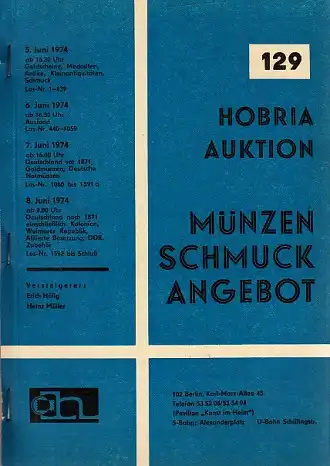 5. Juni 1974
ab 16.30 Uhr
Geldscheine, Medaillen,
Antike, Kleinantiquitäten,
Schmuck
Los-Nr. 1–439
6. Juni 1974
ab 16.30 Uhr
Ausland
Los-Nr. 440–1059
7. Juni 1974
ab 16.00 Uhr
Deutschland vor 1871,
Goldmünzen, Deutsche
Notmünzen
Los-Nr. 1060 bis 1591
8. Juni 1974
ab 9.00 Uhr
Deutschland nach 1871
einschließlich Kolonien,
Weimarer Republik,
Alliierte Besetzung, DDR,
Zubehör
Los-Nr. 1592 bis Schluß
Versteigerer:
Erich Hillig
Heinz Müller
129
HOBRIA
AUKTION
MÜNZEN
SCHMUCK
ANGEBOT
102 Berlin, Karl-Marx-Allee 45
Telefon 53 52 06/53 54 94
(Pavillon „Kunst im Heim")
S-Bahn: Alexanderplatz U-Bahn Schillingstr.